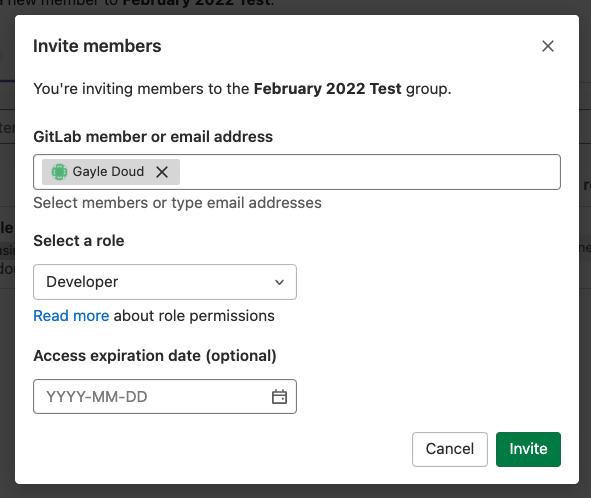 new member to February 2022 Test.
Invite members
You're inviting members to the February 2022 Test group.
GitLab member or email address
Gayle Doud
Select members or type email addresses
Select a role
Developer
Read more about role permissions
Access expiration date (optional)
YYYY-MM-DD
Cancel
Invite